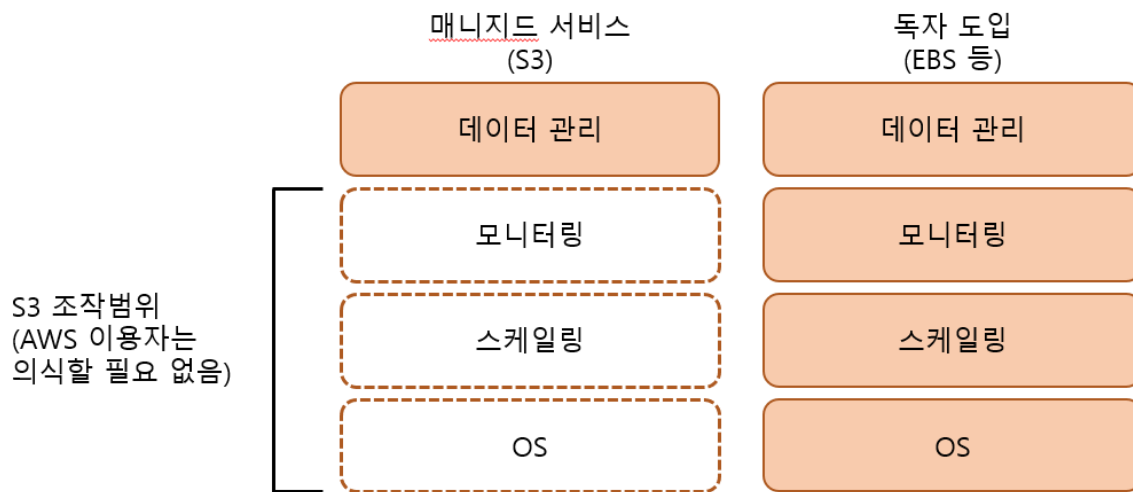 매니지드 서비스
(S3)
독자 도입
(EBS 등)
데이터 관리
데이터 관리
모니터링
모니터링
S3 조작범위
(AWS 이용자는
의식할 필요 없음)
스케일링
스케일링
OS
OS